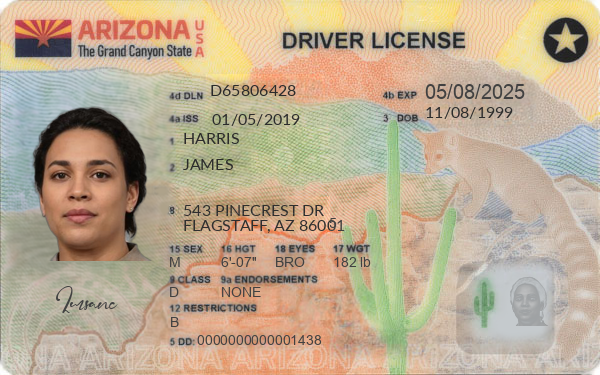 ARIZONA USA
The Grand Canyon State
DRIVER LICENSE
4d DLN D65806428
4b EXP 05/08/2025
4a ISS 01/05/2019
3 DOB 11/08/1999
1 HARRIS
2 JAMES
8 543 PINECREST DR
FLAGSTAFF, AZ 86001
15 SEX 16 HGT 18 EYES 17 WGT
M 6'-07" BRO 182 lb
9 CLASS 9a ENDORSEMENTS
D NONE
12 RESTRICTIONS
B
5 DD: 0000000000001438
ARIZONA ARIZONA ARIZONA ARIZONA